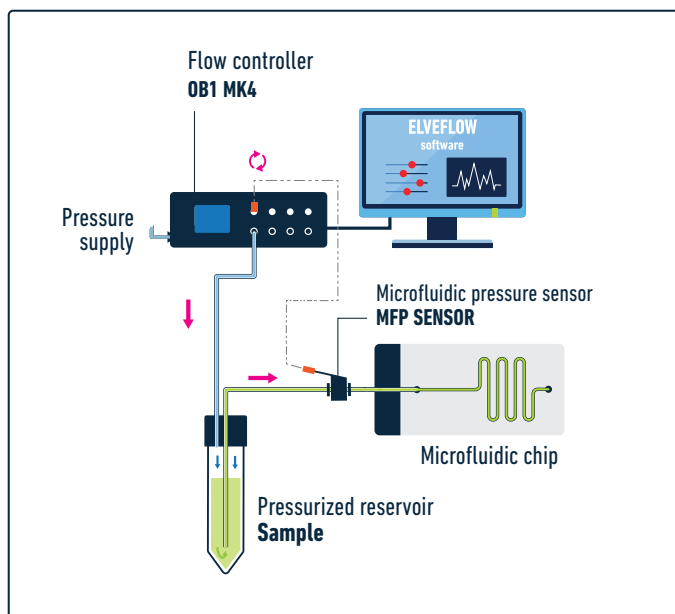 Flow controller
OB1 MK4
ELVEFLOW
software
Pressure
supply
Microfluidic pressure sensor
MFP SENSOR
Microfluidic chip
Pressurized reservoir
Sample